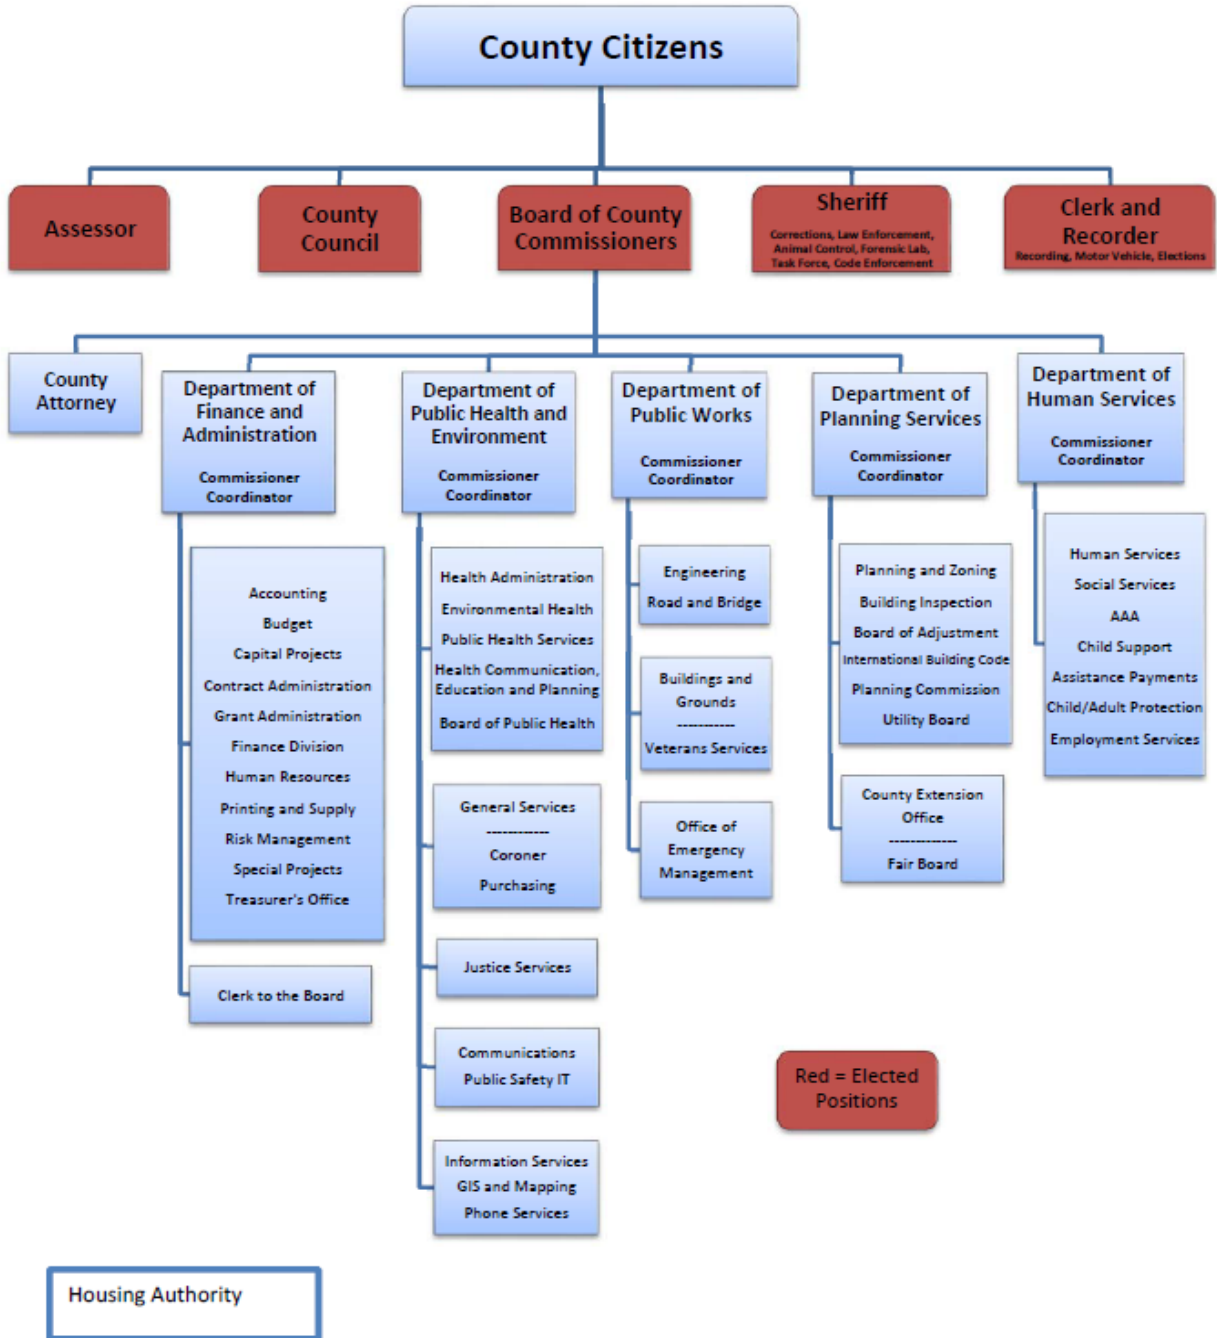 County Citizens
Assessor
County
Council
Board of County
Commissioners
Sheriff
Corrections, Law Enforcement,
Animal Control, Forensic Lab,
Task Force, Code Enforcement
Clerk and
Recorder
Recording, Motor Vehicle, Elections
County
Attorney
Department of
Finance and
Administration
Commissioner
Coordinator
Department of
Public Health and
Environment
Commissioner
Coordinator
Department of
Public Works
Commissioner
Coordinator
Department of
Planning Services
Commissioner
Coordinator
Department of
Human Services
Commissioner
Coordinator
Accounting
Budget
Capital Projects
Contract Administration
Grant Administration
Finance Division
Human Resources
Printing and Supply
Risk Management
Special Projects
Treasurer's Office
Clerk to the Board
Health Administration
Environmental Health
Public Health Services
Health Communication,
Education and Planning
Board of Public Health
General Services
------------
Coroner
Purchasing
Justice Services
Communications
Public Safety IT
Information Services
GIS and Mapping
Phone Services
Engineering
Road and Bridge
Buildings and
Grounds
-----------
Veterans Services
Office of
Emergency
Management
Planning and Zoning
Building Inspection
Board of Adjustment
International Building Code
Planning Commission
Utility Board
County Extension
Office
-------------
Fair Board
Human Services
Social Services
AAA
Child Support
Assistance Payments
Child/Adult Protection
Employment Services
Red = Elected
Positions
Housing Authority